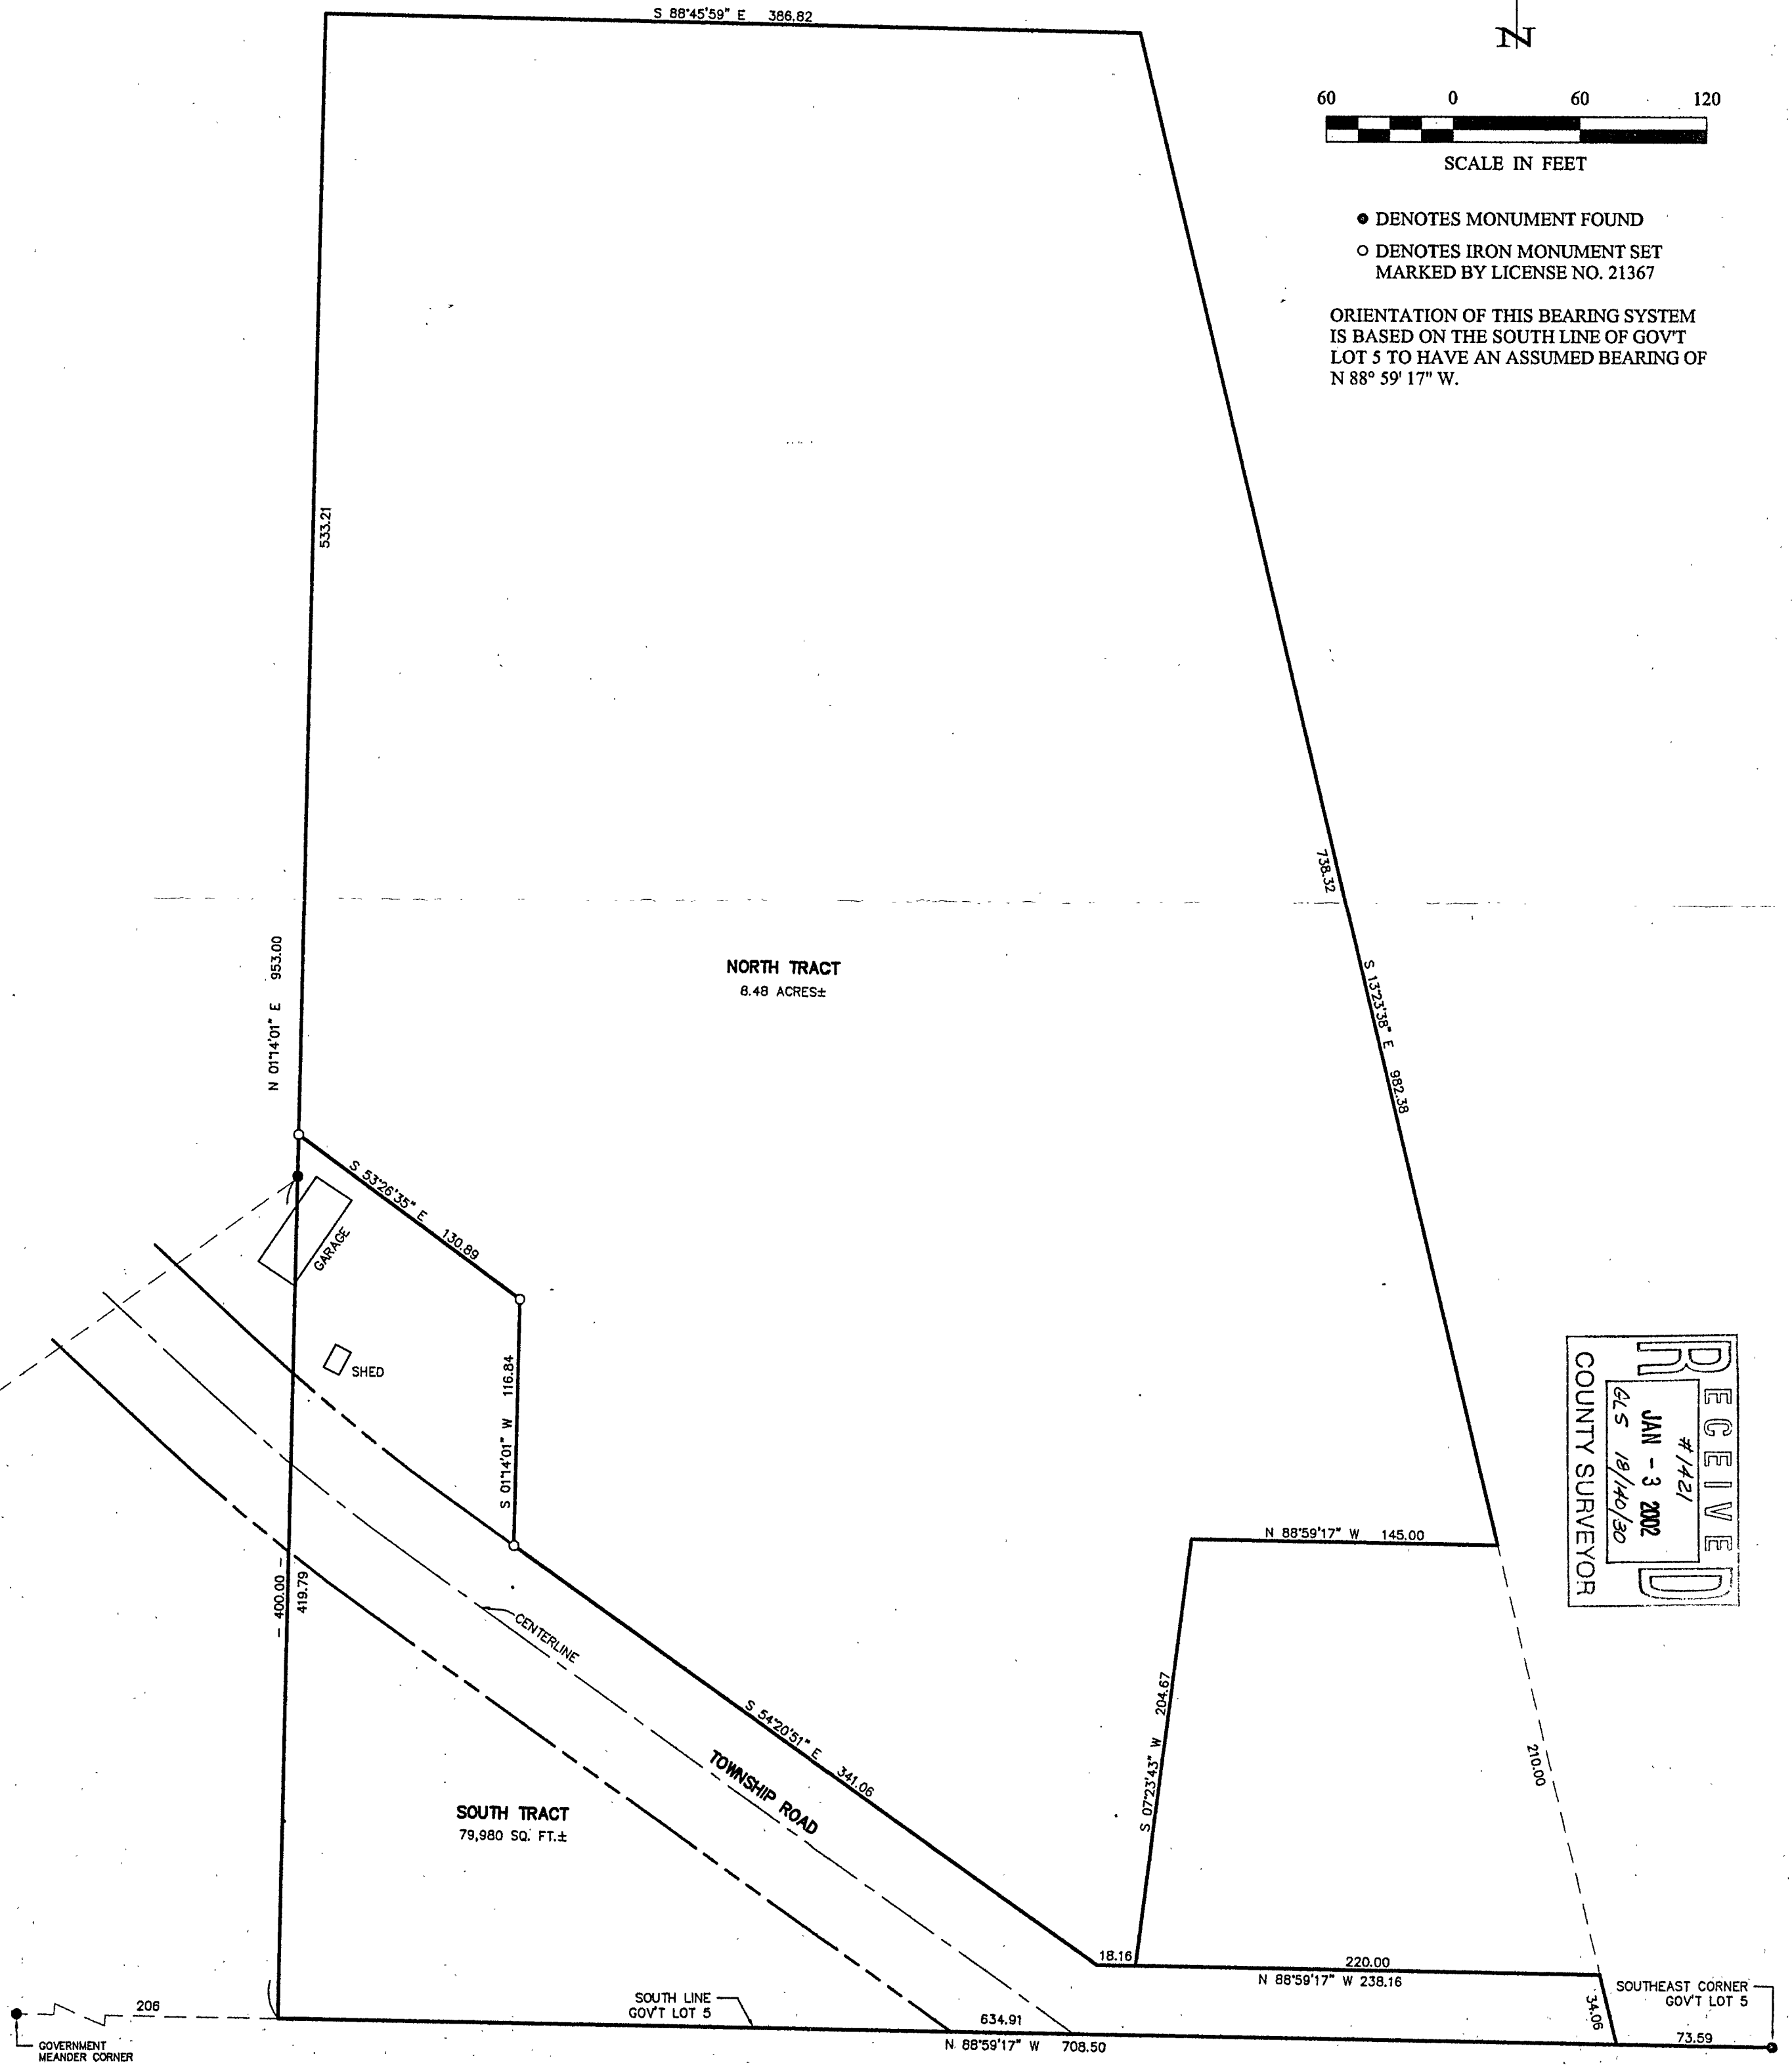 S 88°45'59" E 386.82
N
60 0 60 120
SCALE IN FEET
DENOTES MONUMENT FOUND
DENOTES IRON MONUMENT SET
MARKED BY LICENSE NO. 21367
ORIENTATION OF THIS BEARING SYSTEM
IS BASED ON THE SOUTH LINE OF GOV'T
LOT 5 TO HAVE AN ASSUMED BEARING OF
N 88° 59' 17" W.
533.21
738.32
N 01°14'01" E 953.00
NORTH TRACT
8.48 ACRES±
S 13°23'38" E 982.38
S 53°26'35" E 130.89
GARAGE
SHED
S 01°14'01" W 116.84
RECEIVED
#1421
JAN - 3 2002
GLS 18/140/30
COUNTY SURVEYOR
N 88°59'17" W 145.00
400.00
419.79
CENTERLINE
S 07°23'43" W 204.67
210.00
S 54°20'51" E 341.06
TOWNSHIP ROAD
SOUTH TRACT
79,980 SQ. FT.±
18.16
220.00
N 88°59'17" W 238.16
SOUTHEAST CORNER
GOV'T LOT 5
34.06
206
SOUTH LINE
GOV'T LOT 5
634.91
N 88°59'17" W 708.50
73.59
GOVERNMENT
MEANDER CORNER